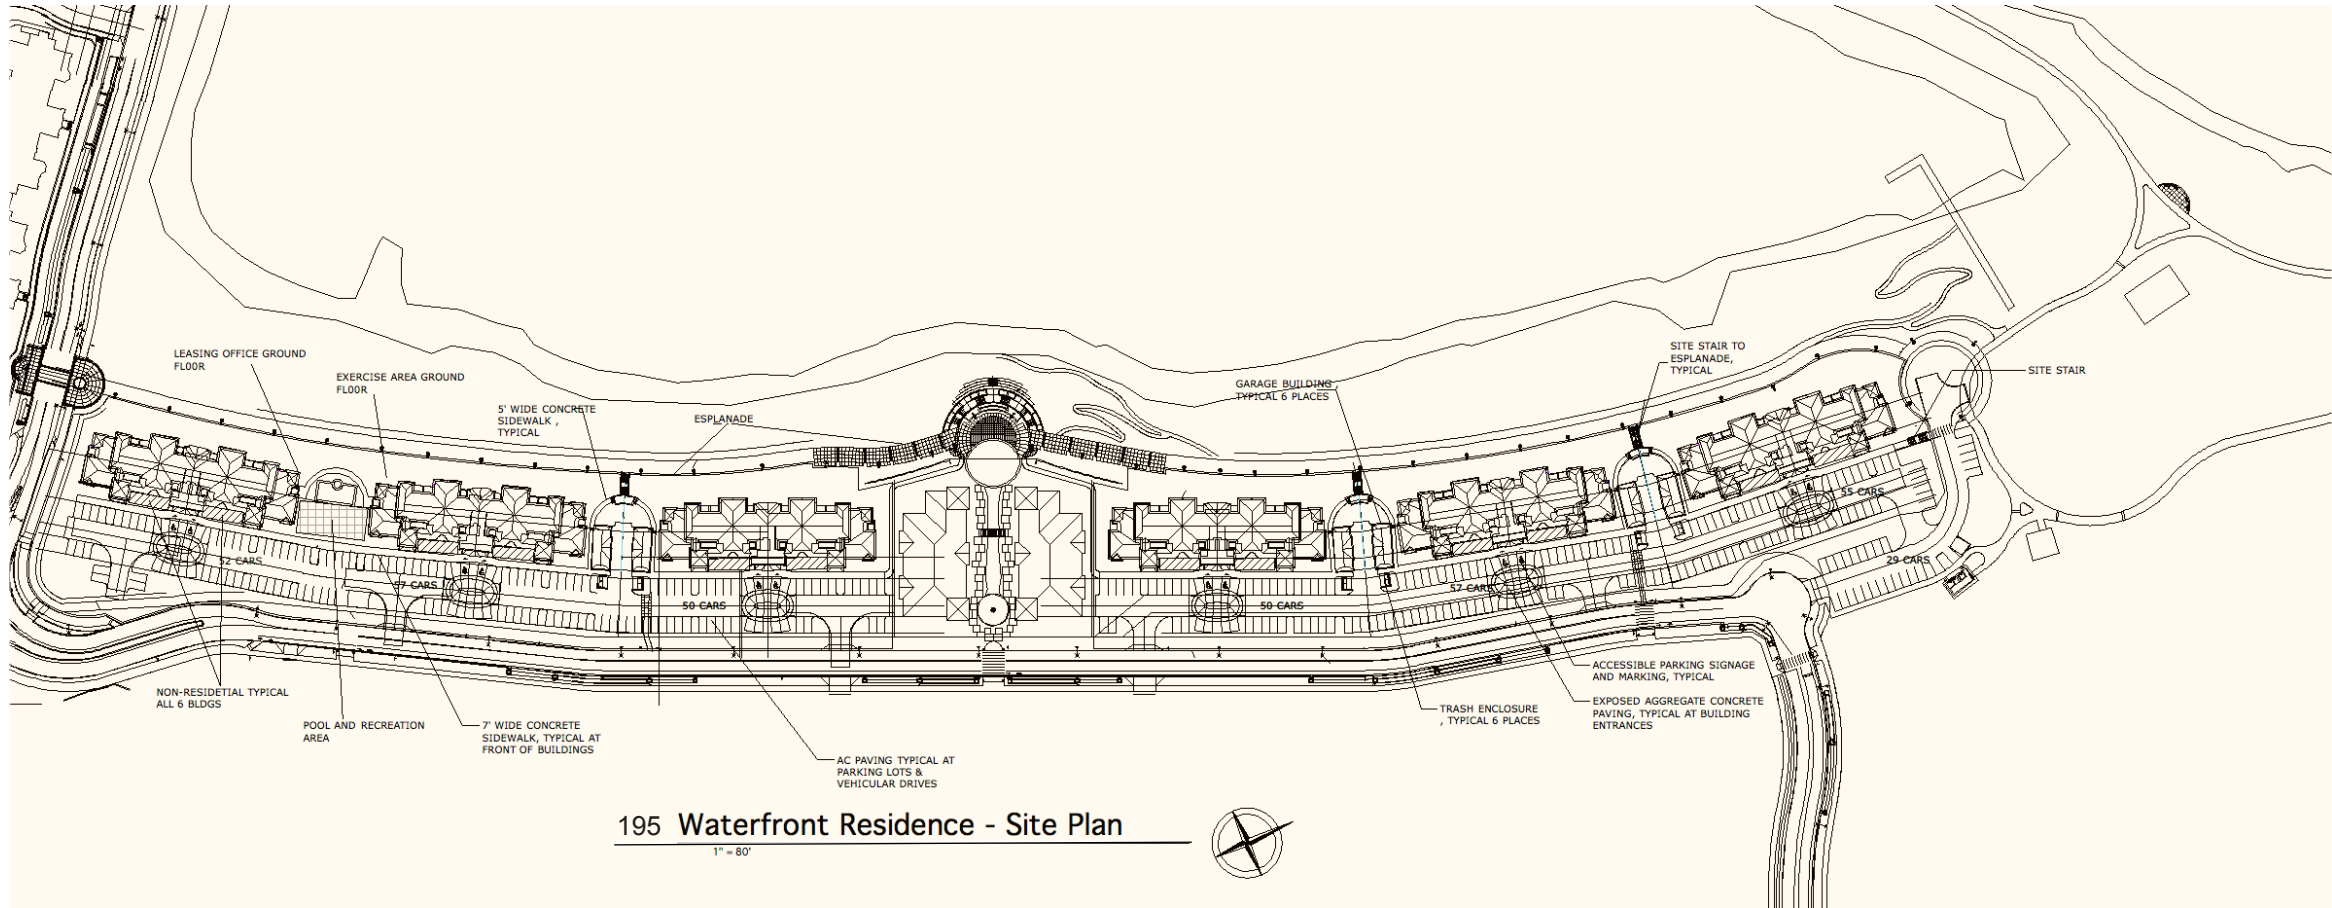 LEASING OFFICE GROUND
FL00R
EXERCISE AREA GROUND
FL00R
5' WIDE CONCRETE
SIDEWALK ,
TYPICAL
ESPLANADE
GARAGE BUILDING ,
TYPICAL 6 PLACES
SITE STAIR TO
ESPLANADE,
TYPICAL
SITE STAIR
52 CARS
57 CARS
50 CARS
50 CARS
57 CARS
55 CARS
29 CARS
NON-RESIDETIAL TYPICAL
ALL 6 BLDGS
POOL AND RECREATION
AREA
7' WIDE CONCRETE
SIDEWALK, TYPICAL AT
FRONT OF BUILDINGS
AC PAVING TYPICAL AT
PARKING LOTS &
VEHICULAR DRIVES
TRASH ENCLOSURE
, TYPICAL 6 PLACES
ACCESSIBLE PARKING SIGNAGE
AND MARKING, TYPICAL
EXPOSED AGGREGATE CONCRETE
PAVING, TYPICAL AT BUILDING
ENTRANCES
195 Waterfront Residence - Site Plan
1" = 80'